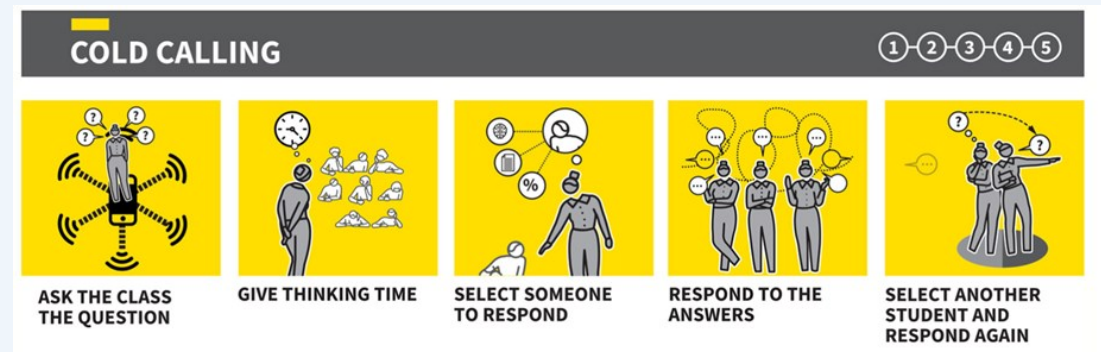 COLD CALLING
1 2 3 4 5
? ? ? ?
%
... ... ... ... ... ...
? ?
...
ASK THE CLASS
THE QUESTION
GIVE THINKING TIME
SELECT SOMEONE
TO RESPOND
RESPOND TO THE
ANSWERS
SELECT ANOTHER
STUDENT AND
RESPOND AGAIN